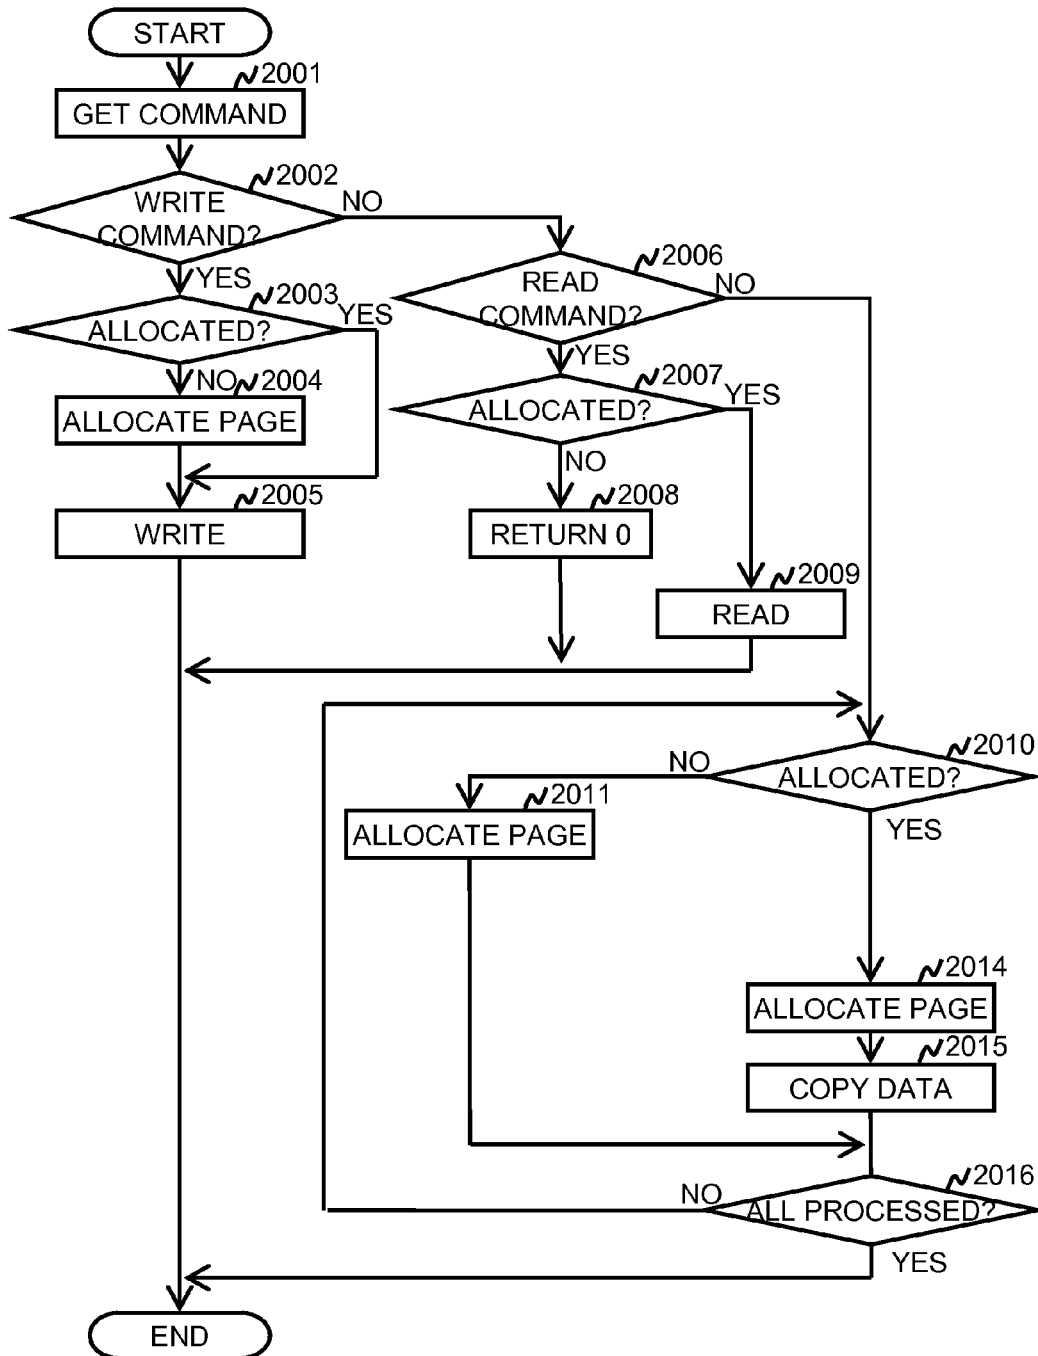 START
2001
GET COMMAND
2002
WRITE
COMMAND?
NO
YES
2003
ALLOCATED?
YES
NO
2004
ALLOCATE PAGE
2005
WRITE
2006
READ
COMMAND?
NO
YES
2007
ALLOCATED?
YES
NO
2008
RETURN 0
2009
READ
2010
ALLOCATED?
NO
YES
2011
ALLOCATE PAGE
2014
ALLOCATE PAGE
2015
COPY DATA
2016
ALL PROCESSED?
NO
YES
END